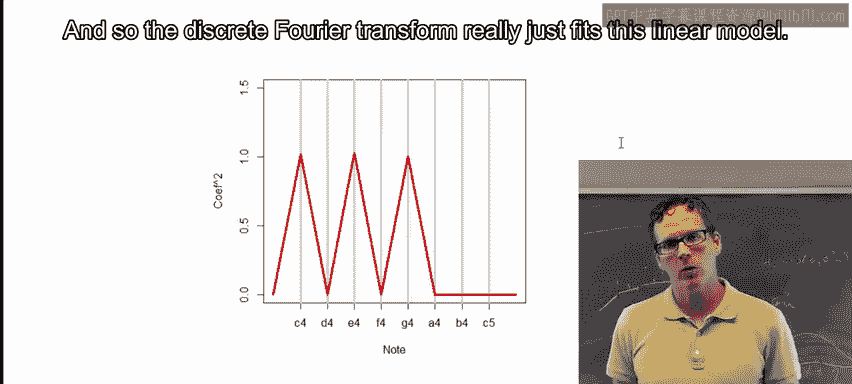 And so the discrete Fourier transform really just fits this linear model.
Coef^2
1.5
1.0
0.5
0.0
c4 d4 e4 f4 g4 a4 b4 c5
Note